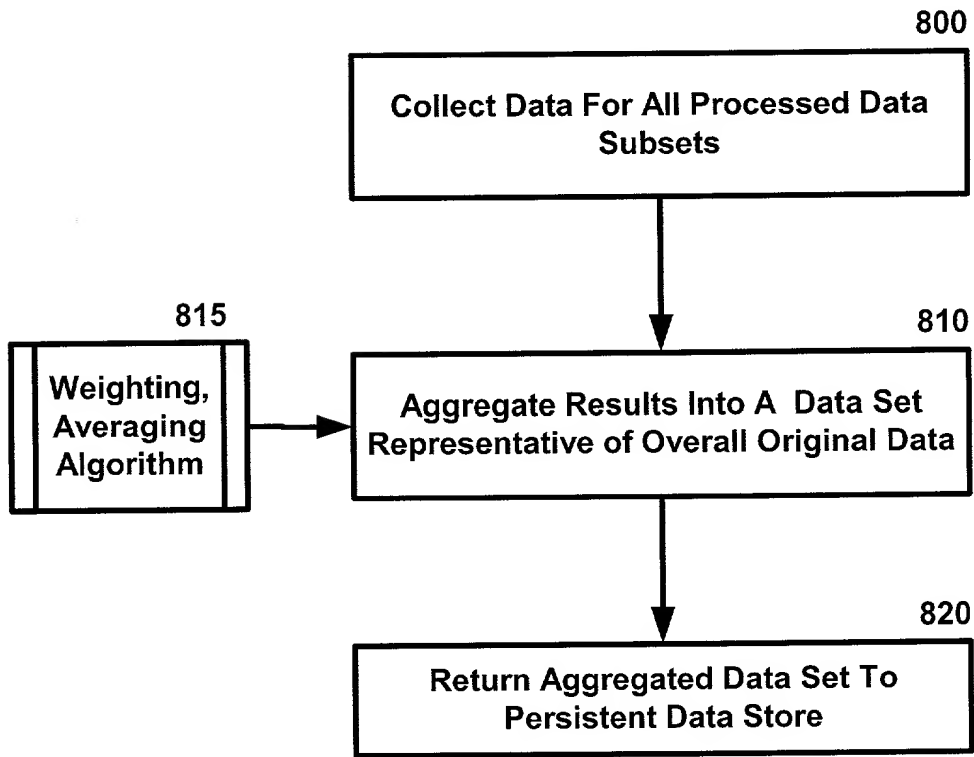 800
Collect Data For All Processed Data
Subsets
815
Weighting,
Averaging
Algorithm
810
Aggregate Results Into A Data Set
Representative of Overall Original Data
820
Return Aggregated Data Set To
Persistent Data Store